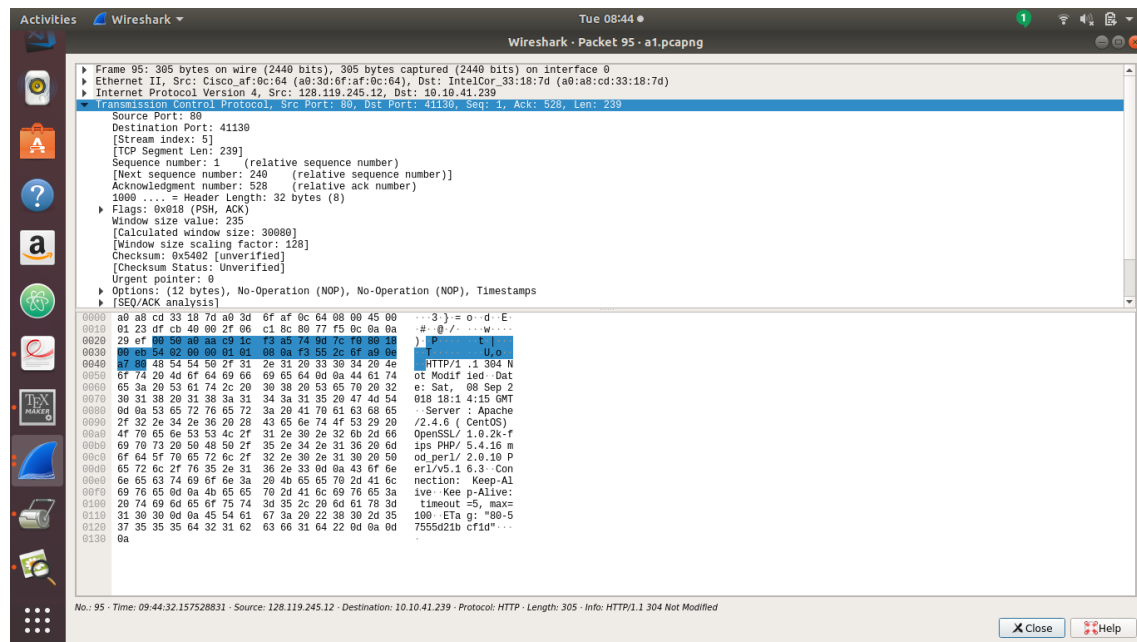 Activities Wireshark Tue 08:44 1
Wireshark · Packet 95 · a1.pcapng
Frame 95: 305 bytes on wire (2440 bits), 305 bytes captured (2440 bits) on interface 0
Ethernet II, Src: Cisco_af:0c:64 (a0:3d:6f:af:0c:64), Dst: IntelCor_33:18:7d (a0:a8:cd:33:18:7d)
Internet Protocol Version 4, Src: 128.119.245.12, Dst: 10.10.41.239
Transmission Control Protocol, Src Port: 80, Dst Port: 41130, Seq: 1, Ack: 528, Len: 239
Source Port: 80
Destination Port: 41130
[Stream index: 5]
[TCP Segment Len: 239]
Sequence number: 1 (relative sequence number)
[Next sequence number: 240 (relative sequence number)]
Acknowledgment number: 528 (relative ack number)
1000 .... = Header Length: 32 bytes (8)
Flags: 0x018 (PSH, ACK)
Window size value: 235
[Calculated window size: 30080]
[Window size scaling factor: 128]
Checksum: 0x5402 [unverified]
[Checksum Status: Unverified]
Urgent pointer: 0
Options: (12 bytes), No-Operation (NOP), No-Operation (NOP), Timestamps
[SEQ/ACK analysis]
0000 a0 a8 cd 33 18 7d a0 3d 6f af 0c 64 08 00 45 00 ···3·}·= o··d··E·
0010 01 23 df cb 40 00 2f 06 c1 8c 80 77 f5 0c 0a 0a ·#··@·/· ···w····
0020 29 ef 00 50 a0 aa c9 1c f3 a5 74 9d 7c f0 80 18 )··P···· ··t·|···
0030 00 eb 54 02 00 00 01 01 08 0a f3 55 2c 6f a9 0e ··T····· ···U,o··
0040 a7 80 48 54 54 50 2f 31 2e 31 20 33 30 34 20 4e ··HTTP/1 .1 304 N
0050 6f 74 20 4d 6f 64 69 66 69 65 64 0d 0a 44 61 74 ot Modif ied··Dat
0060 65 3a 20 53 61 74 2c 20 30 38 20 53 65 70 20 32 e: Sat, 08 Sep 2
0070 30 31 38 20 31 38 3a 31 34 3a 31 35 20 47 4d 54 018 18:1 4:15 GMT
0080 0d 0a 53 65 72 76 65 72 3a 20 41 70 61 63 68 65 ··Server : Apache
0090 2f 32 2e 34 2e 36 20 28 43 65 6e 74 4f 53 29 20 /2.4.6 ( CentOS)
00a0 4f 70 65 6e 53 53 4c 2f 31 2e 30 2e 32 6b 2d 66 OpenSSL/ 1.0.2k-f
00b0 69 70 73 20 50 48 50 2f 35 2e 34 2e 31 36 20 6d ips PHP/ 5.4.16 m
00c0 6f 64 5f 70 65 72 6c 2f 32 2e 30 2e 31 30 20 50 od_perl/ 2.0.10 P
00d0 65 72 6c 2f 76 35 2e 31 36 2e 33 0d 0a 43 6f 6e erl/v5.1 6.3··Con
00e0 6e 65 63 74 69 6f 6e 3a 20 4b 65 65 70 2d 41 6c nection: Keep-Al
00f0 69 76 65 0d 0a 4b 65 65 70 2d 41 6c 69 76 65 3a ive··Kee p-Alive:
0100 20 74 69 6d 65 6f 75 74 3d 35 2c 20 6d 61 78 3d timeout =5, max=
0110 31 30 30 0d 0a 45 54 61 67 3a 20 22 38 30 2d 35 100··ETa g: "80-5
0120 37 35 35 35 64 32 31 62 63 66 31 64 22 0d 0a 0d 7555d21b cf1d"···
0130 0a ·
No.: 95 · Time: 09:44:32.157528831 · Source: 128.119.245.12 · Destination: 10.10.41.239 · Protocol: HTTP · Length: 305 · Info: HTTP/1.1 304 Not Modified
Close Help
A
?
a
TEX
MAKER